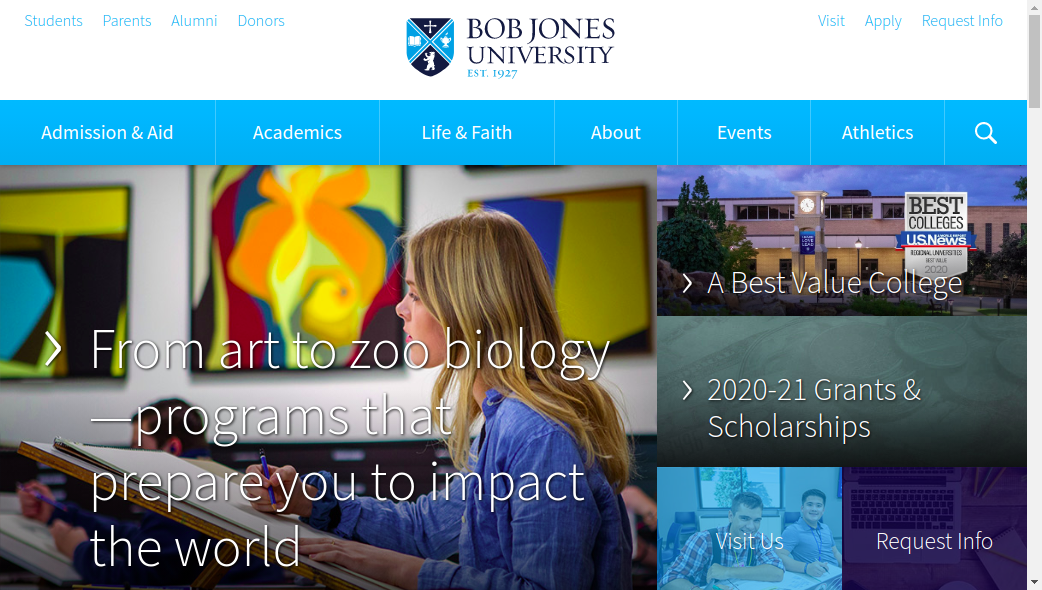 Students Parents Alumni Donors
BOB JONES
UNIVERSITY
EST. 1927
Visit Apply Request Info
Admission & Aid Academics Life & Faith About Events Athletics
From art to zoo biology
—programs that
prepare you to impact
the world
BEST
COLLEGES
U.S.News
REGIONAL UNIVERSITIES
BEST VALUE
2020
A Best Value College
2020-21 Grants &
Scholarships
Visit Us
Request Info